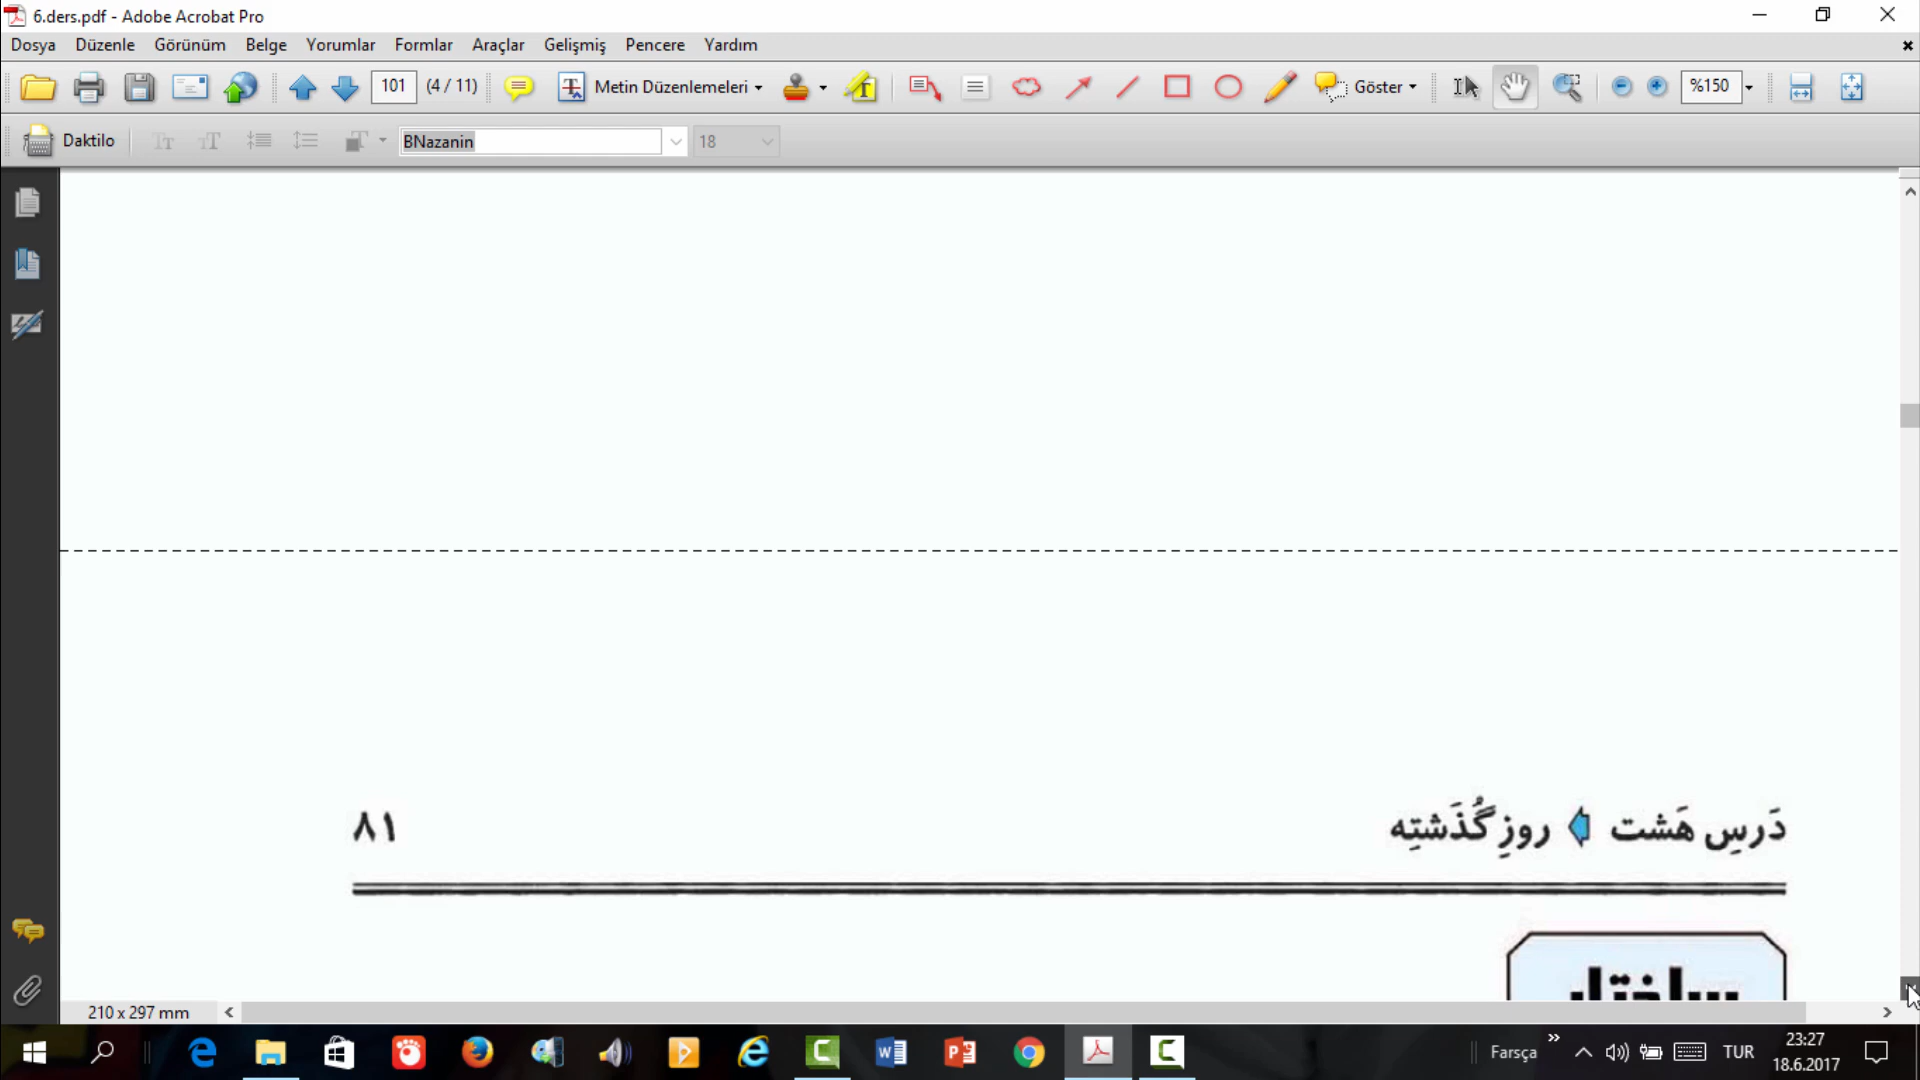 6.ders.pdf - Adobe Acrobat Pro
Dosya Düzenle Görünüm Belge Yorumlar Formlar Araçlar Gelişmiş Pencere Yardım
101 (4 / 11) Metin Düzenlemeleri Göster %150
Daktilo BNazanin 18
دَرسِ هَشت روزِ گُذَشتِه ۸۱
ساختار
210 x 297 mm
Farsça TUR 23:27
18.6.2017